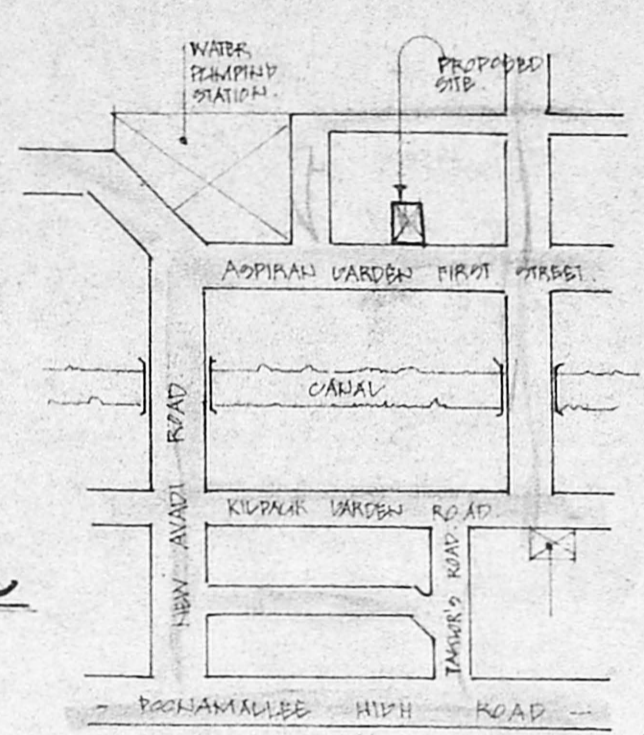 WATER
PUMPING
STATION.
PROPOSED
SITE.
ASPIRAN GARDEN FIRST STREET.
CANAL
NEW AVADI ROAD
KILPAUK GARDEN ROAD.
TAYLOR'S ROAD
POONAMALLEE HIGH ROAD